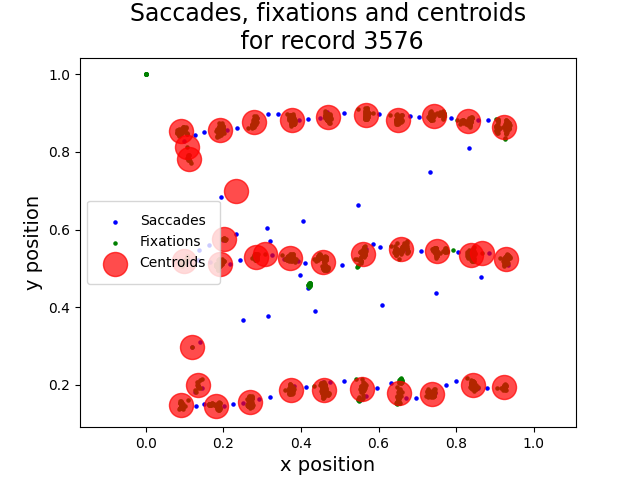 Saccades, fixations and centroids
for record 3576
y position
1.0
0.8
0.6
0.4
0.2
Saccades
Fixations
Centroids
0.0 0.2 0.4 0.6 0.8 1.0
x position